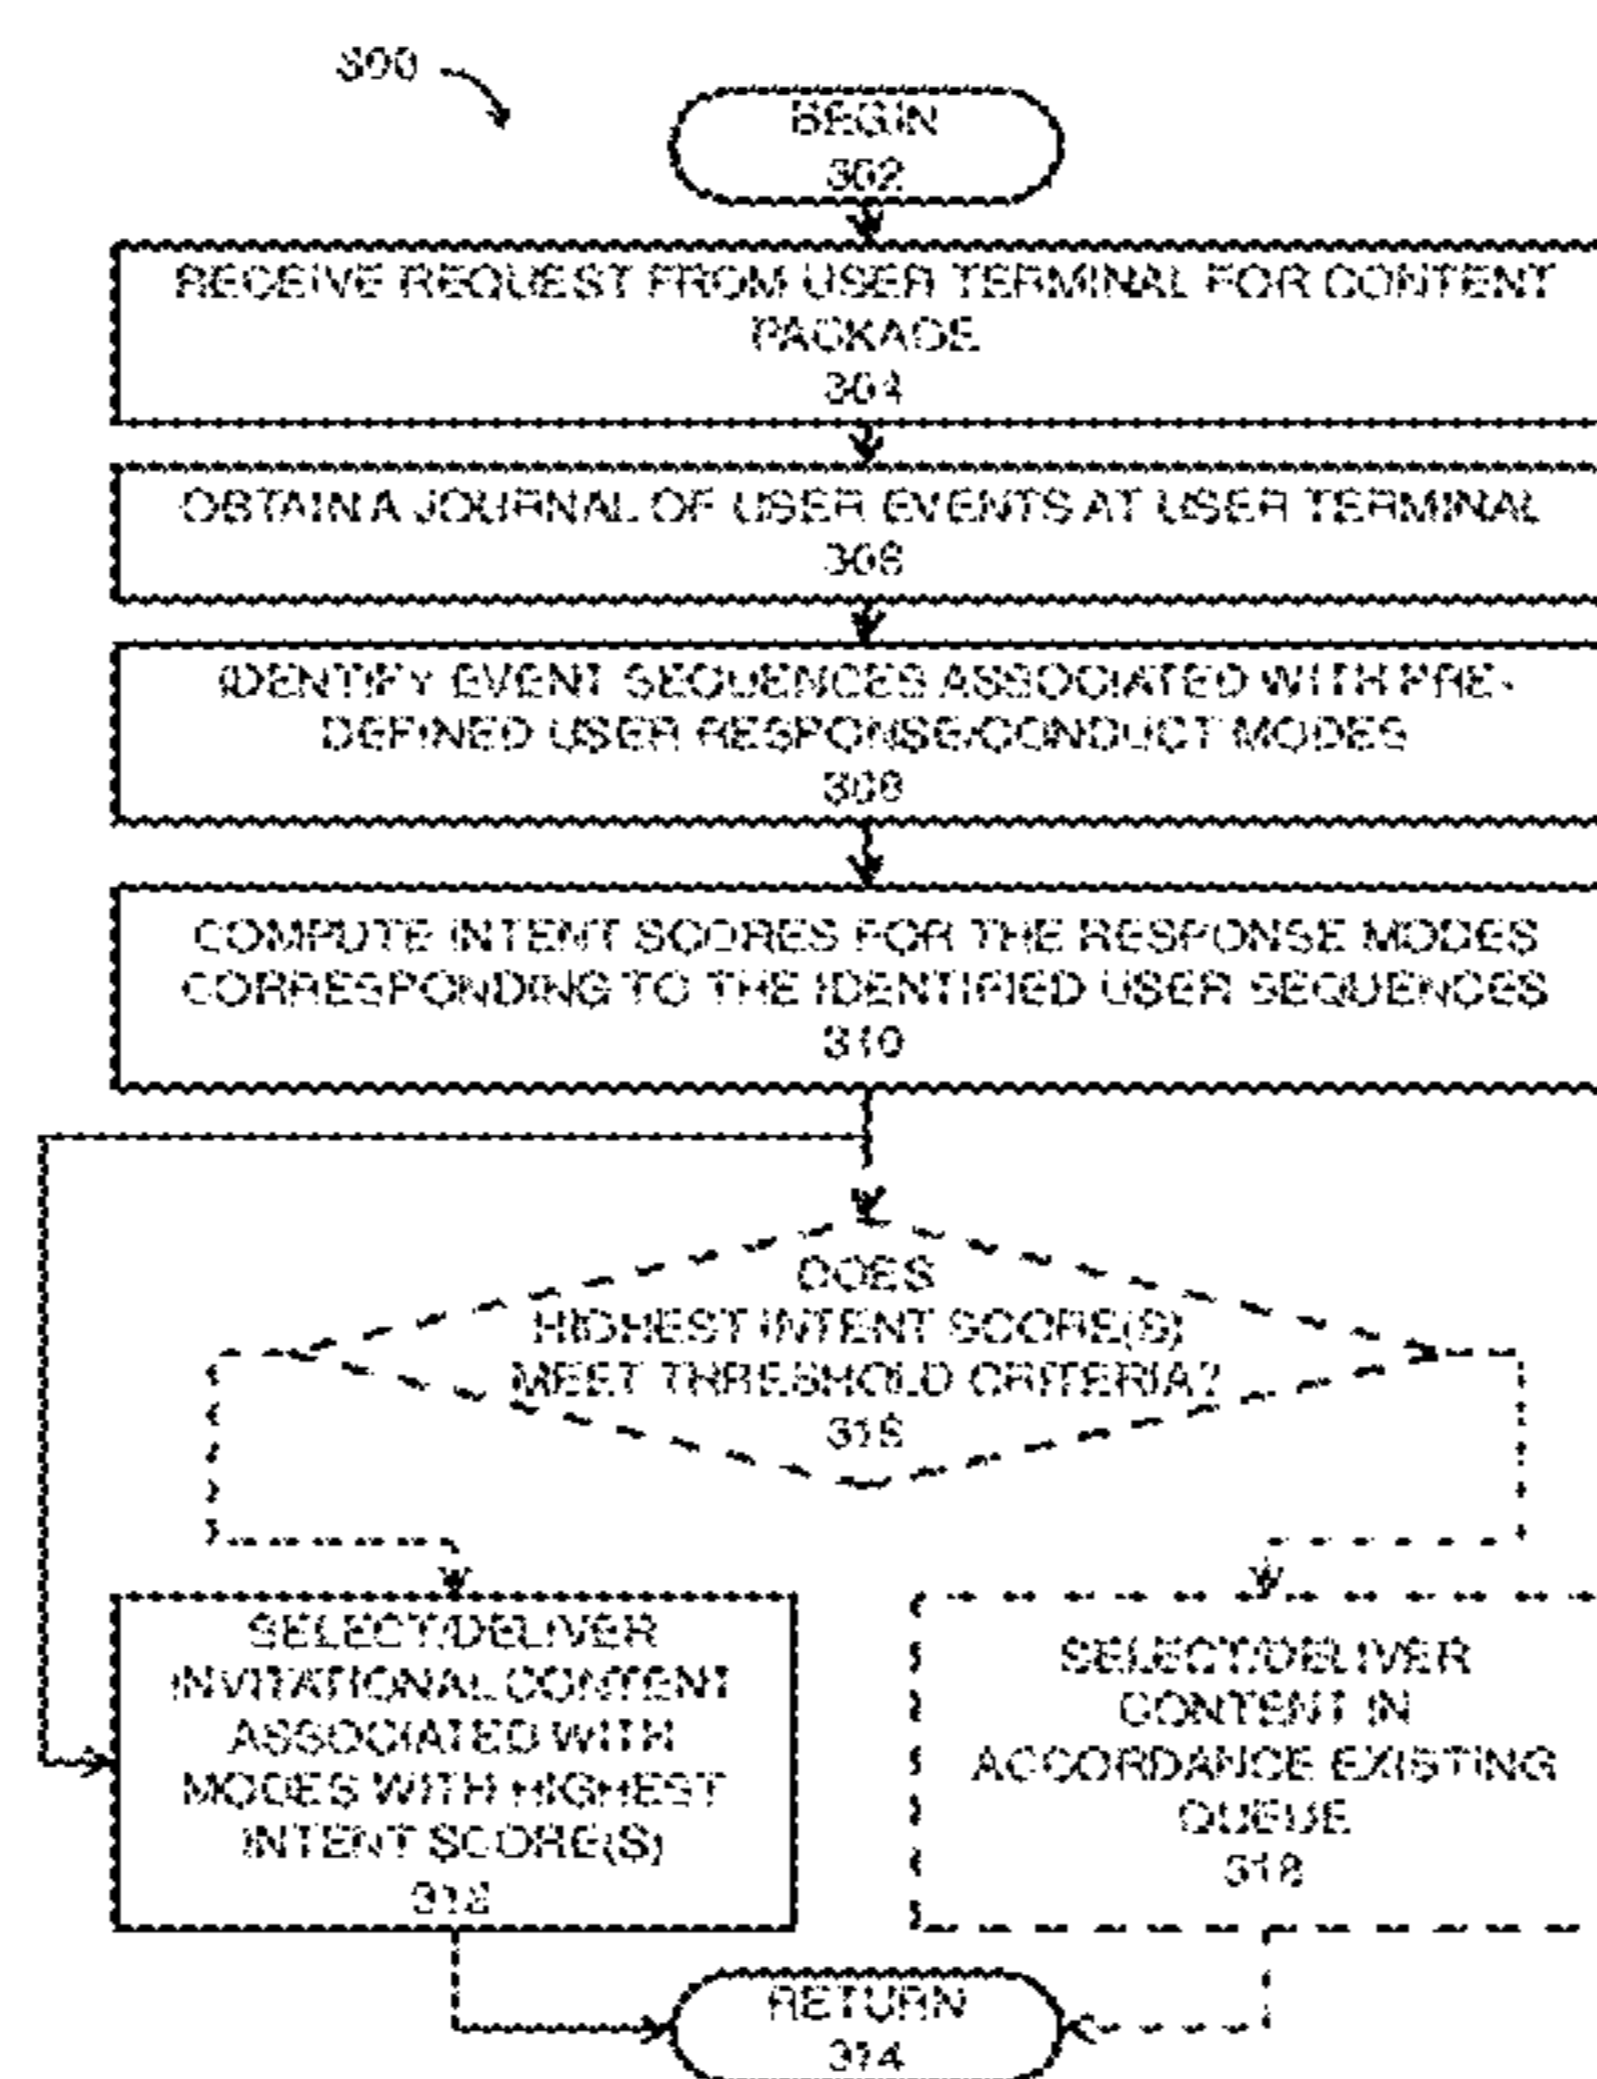 300
BEGIN
302
RECEIVE REQUEST FROM USER TERMINAL FOR CONTENT
PACKAGE
304
OBTAIN A JOURNAL OF USER EVENTS AT USER TERMINAL
306
IDENTIFY EVENT SEQUENCES ASSOCIATED WITH PRE-
DEFINED USER RESPONSE/CONDUCT MODES
308
COMPUTE INTENT SCORES FOR THE RESPONSE MODES
CORRESPONDING TO THE IDENTIFIED USER SEQUENCES
310
DOES
HIGHEST INTENT SCORE(S)
MEET THRESHOLD CRITERIA?
316
SELECT/DELIVER
INVITATIONAL CONTENT
ASSOCIATED WITH
MODES WITH HIGHEST
INTENT SCORE(S)
312
SELECT/DELIVER
CONTENT IN
ACCORDANCE EXISTING
QUEUE
318
RETURN
314